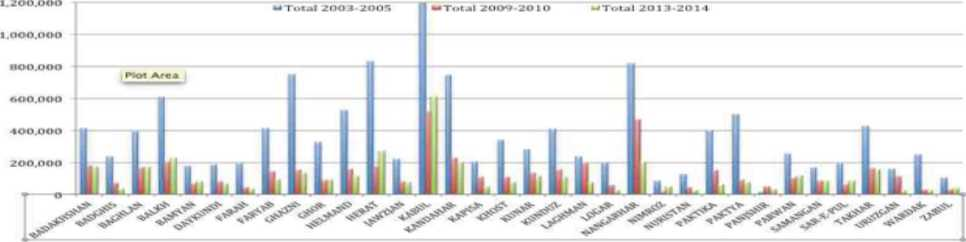 1,200,000
Total 2003-2005 Total 2009-2010 Total 2013-2014
1,000,000
800,000
Plot Area
600,000
400,000
200,000
0
BADAKHSHAN BADGHIS BAGHLAN BALKH BAMYAN DAYKUNDI FARAH FARYAB GHAZNI GHOR HELMAND HERAT JAWZJAN KABUL KANDAHAR KAPISA KHOST KUNAR KUNDUZ LAGHMAN LOGAR NANGARHAR NIMROZ NURISTAN PAKTIKA PAKTYA PANJSHIR PARWAN SAMANGAN SAR-E-PUL TAKHAR URUZGAN WARDAK ZABUL